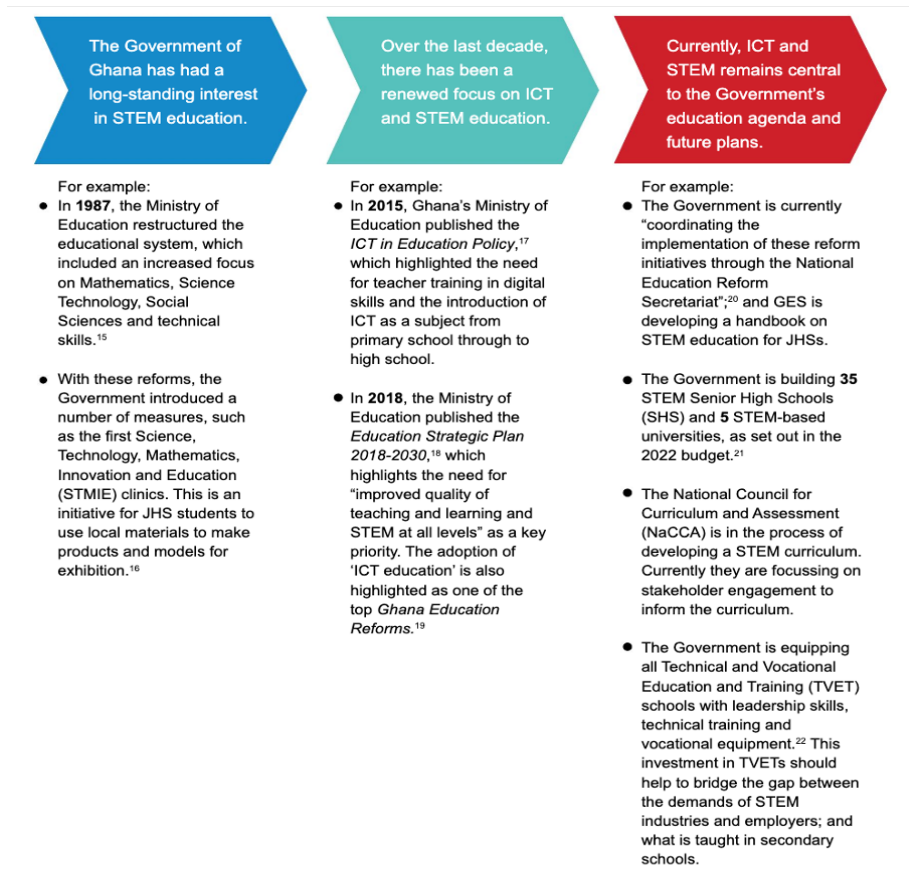 The Government of
Ghana has had a
long-standing interest
in STEM education.
For example:
● In 1987, the Ministry of
Education restructured the
educational system, which
included an increased focus
on Mathematics, Science
Technology, Social
Sciences and technical
skills.15
● With these reforms, the
Government introduced a
number of measures, such
as the first Science,
Technology, Mathematics,
Innovation and Education
(STMIE) clinics. This is an
initiative for JHS students to
use local materials to make
products and models for
exhibition.16
Over the last decade,
there has been a
renewed focus on ICT
and STEM education.
For example:
● In 2015, Ghana's Ministry of
Education published the
ICT in Education Policy,17
which highlighted the need
for teacher training in digital
skills and the introduction of
ICT as a subject from
primary school through to
high school.
● In 2018, the Ministry of
Education published the
Education Strategic Plan
2018-2030,18 which
highlights the need for
“improved quality of
teaching and learning and
STEM at all levels” as a key
priority. The adoption of
‘ICT education’ is also
highlighted as one of the
top Ghana Education
Reforms.19
Currently, ICT and
STEM remains central
to the Government's
education agenda and
future plans.
For example:
● The Government is currently
“coordinating the
implementation of these reform
initiatives through the National
Education Reform
Secretariat”;20 and GES is
developing a handbook on
STEM education for JHSs.
● The Government is building 35
STEM Senior High Schools
(SHS) and 5 STEM-based
universities, as set out in the
2022 budget.21
● The National Council for
Curriculum and Assessment
(NaCCA) is in the process of
developing a STEM curriculum.
Currently they are focussing on
stakeholder engagement to
inform the curriculum.
● The Government is equipping
all Technical and Vocational
Education and Training (TVET)
schools with leadership skills,
technical training and
vocational equipment.22 This
investment in TVETs should
help to bridge the gap between
the demands of STEM
industries and employers; and
what is taught in secondary
schools.